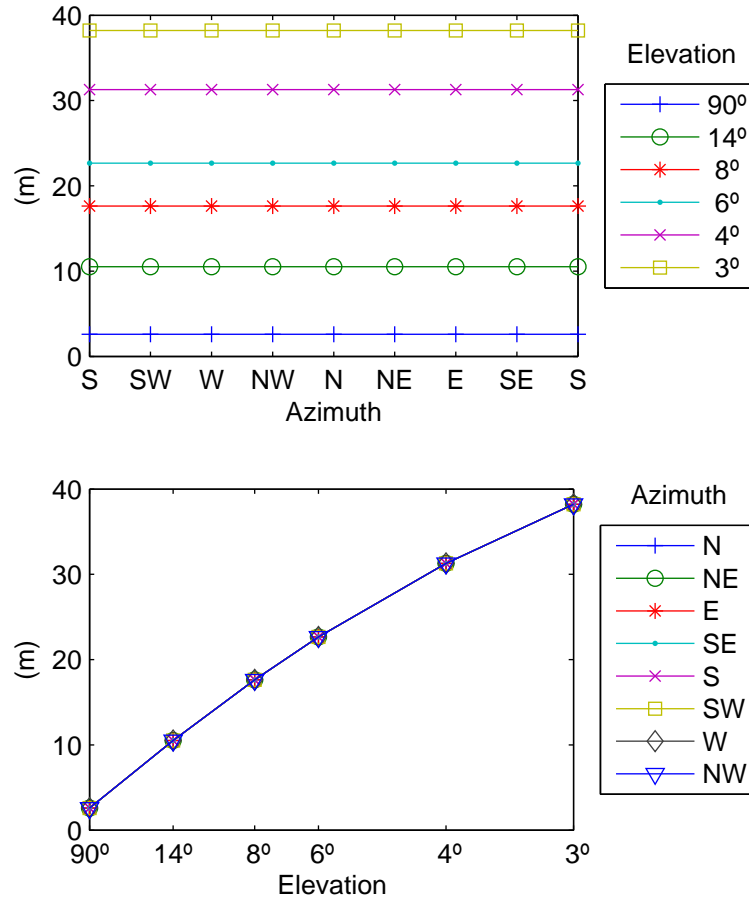 40
30
20
10
0
(m)
S SW W NW N NE E SE S
Azimuth
Elevation
90º
14º
8º
6º
4º
3º
40
30
20
10
0
(m)
90º 14º 8º 6º 4º 3º
Elevation
Azimuth
N
NE
E
SE
S
SW
W
NW